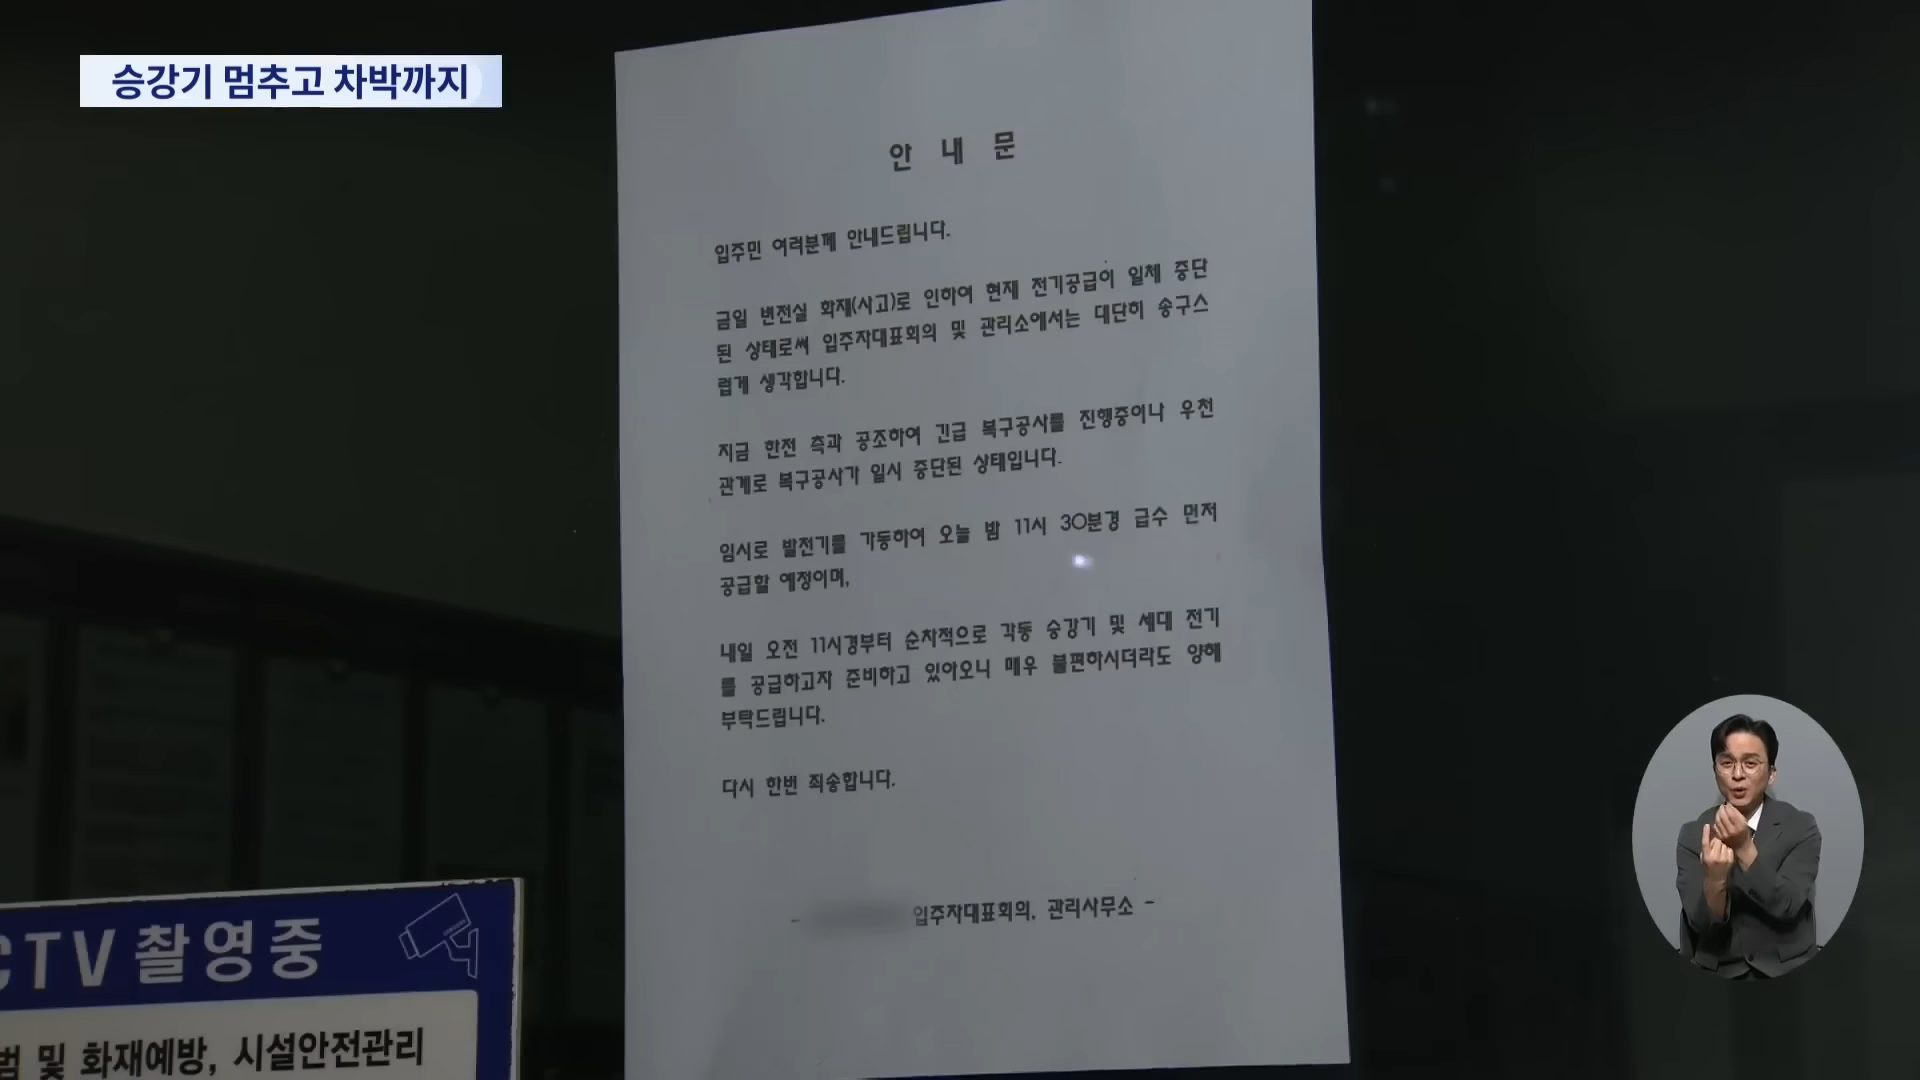 승강기 멈추고 차박까지
안 내 문
입주민 여러분께 안내드립니다.
금일 변전실 화재(사고)로 인하여 현재 전기공급이 일체 중단
된 상태로써 입주자대표회의 및 관리소에서는 대단히 송구스
럽게 생각합니다.
지금 한전 측과 공조하여 긴급 복구공사를 진행중이나 우천
관계로 복구공사가 일시 중단된 상태입니다.
임시로 발전기를 가동하여 오늘 밤 11시 30분경 급수 먼저
공급할 예정이며,
내일 오전 11시경부터 순차적으로 각동 승강기 및 세대 전기
를 공급하고자 준비하고 있아오니 매우 불편하시더라도 양해
부탁드립니다.
다시 한번 죄송합니다.
- 입주자대표회의, 관리사무소 -
CTV촬영중
범 및 화재예방, 시설안전관리